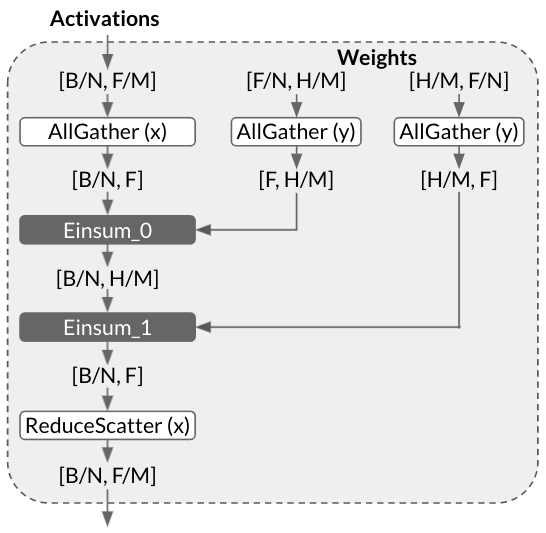 Activations
Weights
[B/N, F/M] [F/N, H/M] [H/M, F/N]
AllGather (x) AllGather (y) AllGather (y)
[B/N, F] [F, H/M] [H/M, F]
Einsum_0
[B/N, H/M]
Einsum_1
[B/N, F]
ReduceScatter (x)
[B/N, F/M]